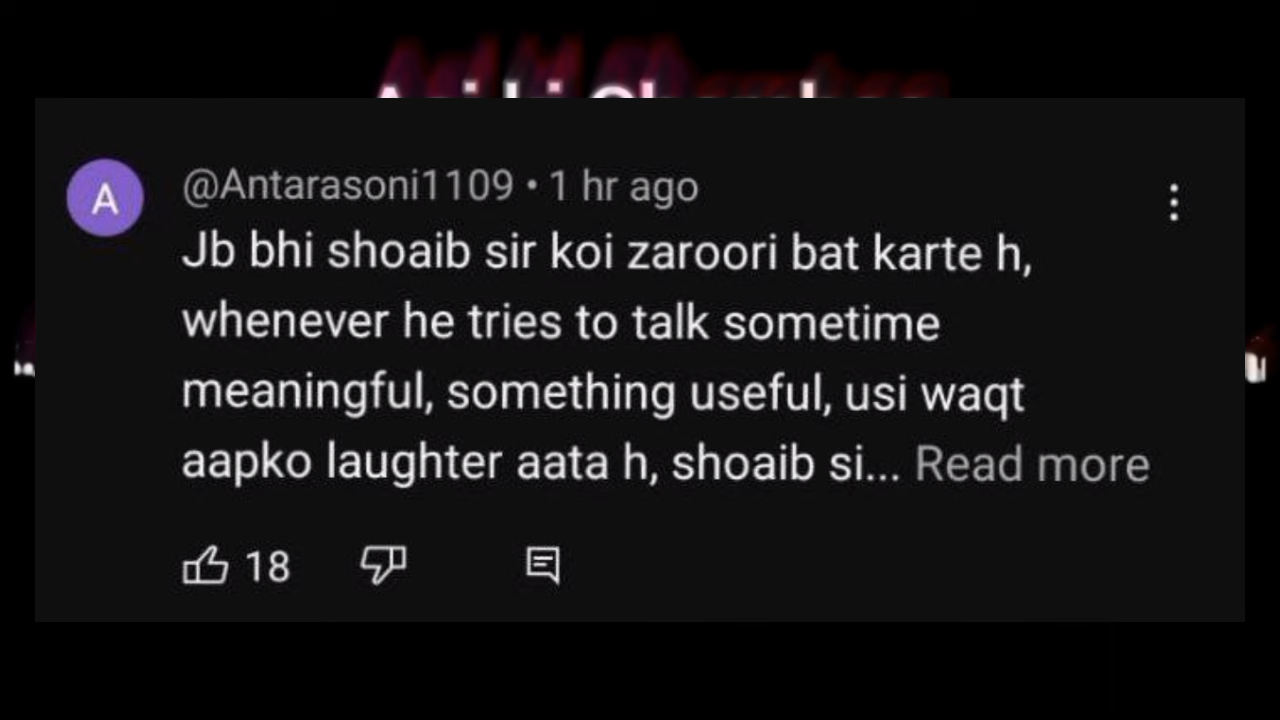 A
@Antarasoni1109 • 1 hr ago
Jb bhi shoaib sir koi zaroori bat karte h,
whenever he tries to talk sometime
meaningful, something useful, usi waqt
aapko laughter aata h, shoaib si... Read more
18